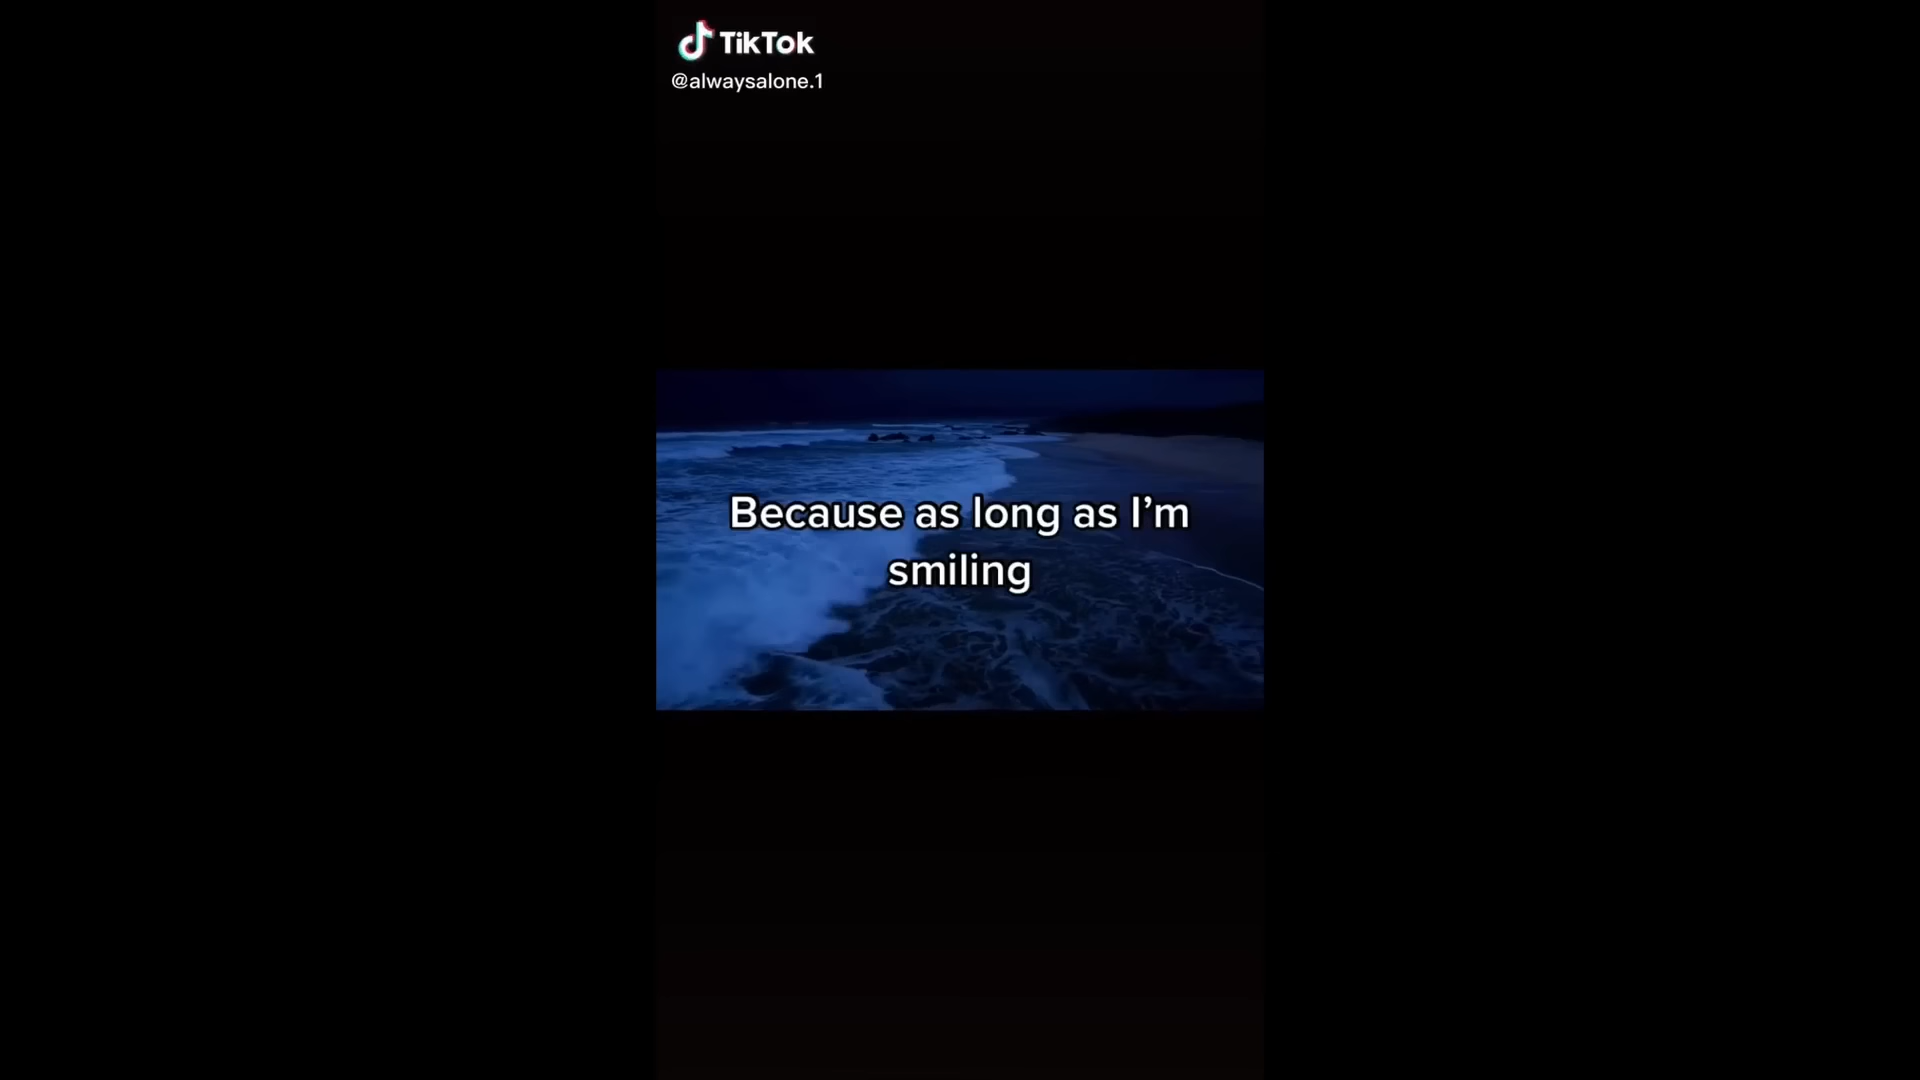 TikTok
@alwaysalone.1
Because as long as I’m
smiling